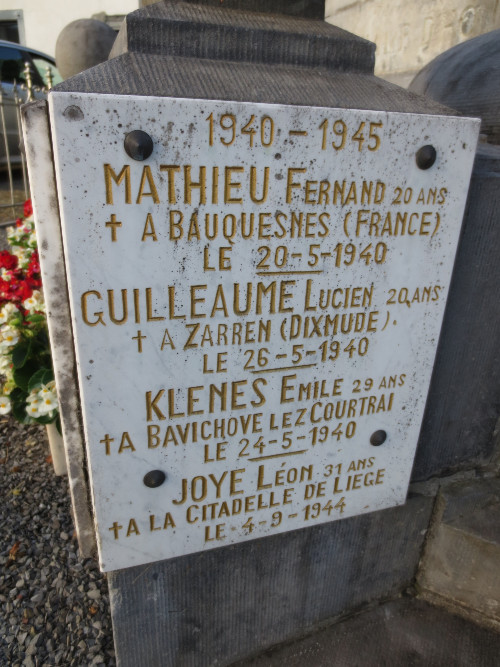 1940 - 1945
MATHIEU FERNAND 20 ANS
† A BAUQUESNES (FRANCE)
LE 20-5-1940
GUILLEAUME LUCIEN 20 ANS
† A ZARREN (DIXMUDE).
LE 26-5-1940
KLENES EMILE 29 ANS
† A BAVICHOVE LEZ COURTRAI
LE 24-5-1940
JOYE LÉON 31 ANS
† A LA CITADELLE DE LIEGE
LE 4-9-1944